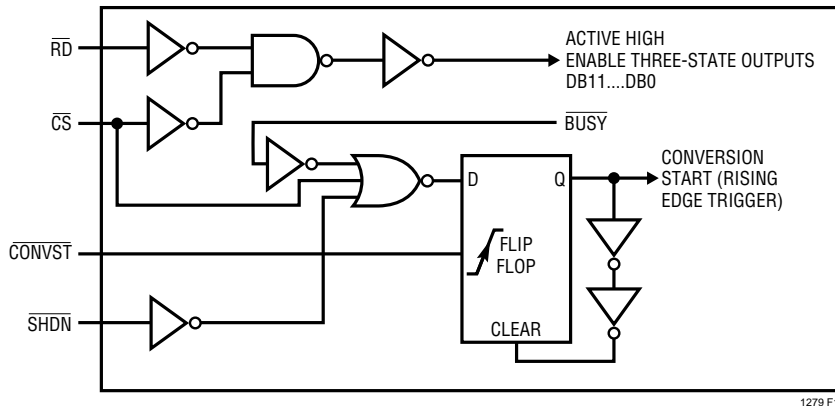 RD
ACTIVE HIGH
ENABLE THREE-STATE OUTPUTS
DB11....DB0
CS
BUSY
CONVERSION
START (RISING
EDGE TRIGGER)
D
Q
CONVST
FLIP
FLOP
SHDN
CLEAR